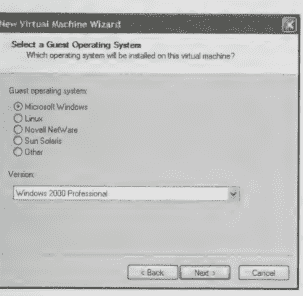 New Virtual Machine Wizard
Select a Guest Operating System
Which operating system will be installed on this virtual machine?
Guest operating system:
Microsoft Windows
Linux
Novell NetWare
Sun Solaris
Other
Version:
Windows 2000 Professional
< Back
Next >
Cancel